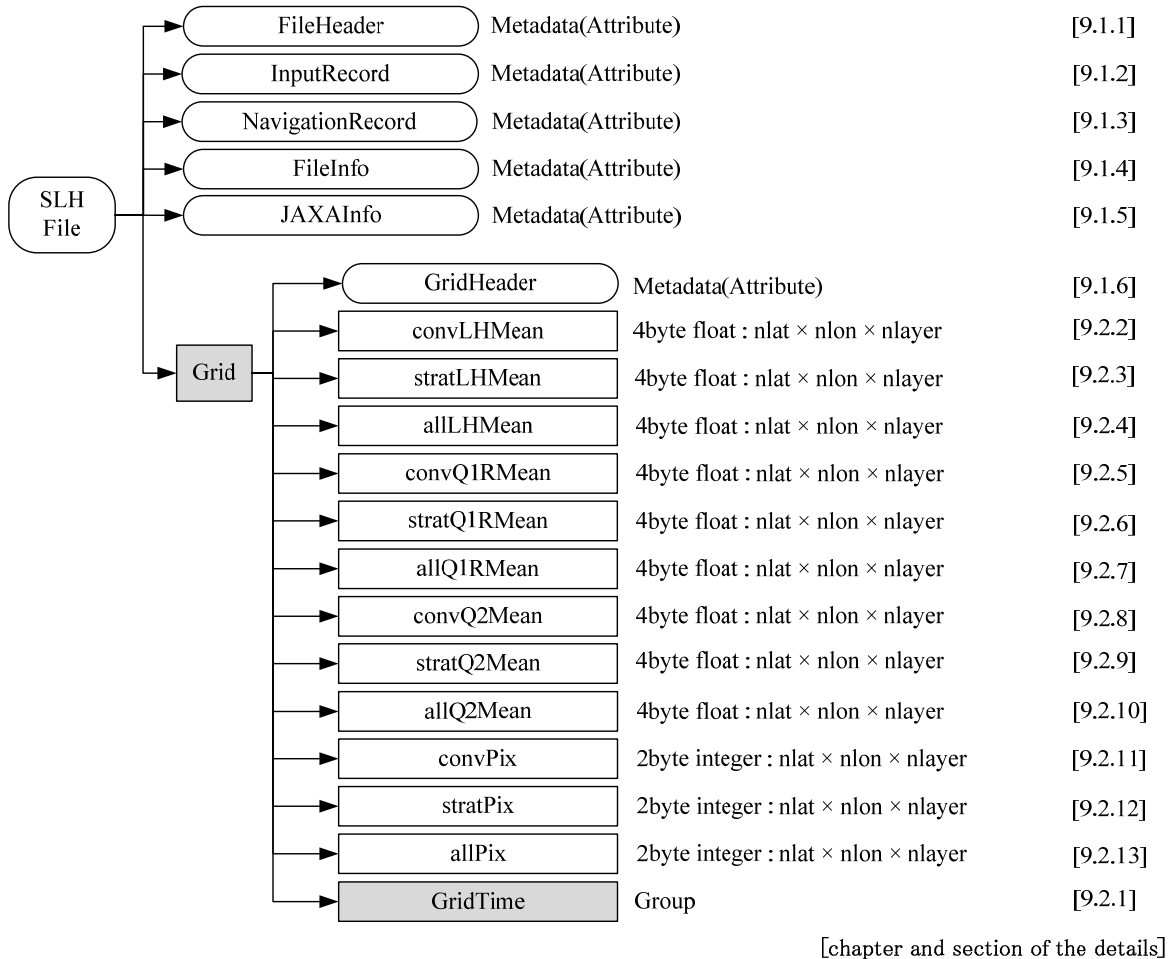 FileHeader Metadata(Attribute) [9.1.1]
InputRecord Metadata(Attribute) [9.1.2]
NavigationRecord Metadata(Attribute) [9.1.3]
FileInfo Metadata(Attribute) [9.1.4]
SLH
File
JAXAInfo Metadata(Attribute) [9.1.5]
GridHeader Metadata(Attribute) [9.1.6]
convLHMean 4byte float : nlat × nlon × nlayer [9.2.2]
Grid
stratLHMean 4byte float : nlat × nlon × nlayer [9.2.3]
allLHMean 4byte float : nlat × nlon × nlayer [9.2.4]
convQ1RMean 4byte float : nlat × nlon × nlayer [9.2.5]
stratQ1RMean 4byte float : nlat × nlon × nlayer [9.2.6]
allQ1RMean 4byte float : nlat × nlon × nlayer [9.2.7]
convQ2Mean 4byte float : nlat × nlon × nlayer [9.2.8]
stratQ2Mean 4byte float : nlat × nlon × nlayer [9.2.9]
allQ2Mean 4byte float : nlat × nlon × nlayer [9.2.10]
convPix 2byte integer : nlat × nlon × nlayer [9.2.11]
stratPix 2byte integer : nlat × nlon × nlayer [9.2.12]
allPix 2byte integer : nlat × nlon × nlayer [9.2.13]
GridTime Group [9.2.1]
[chapter and section of the details]